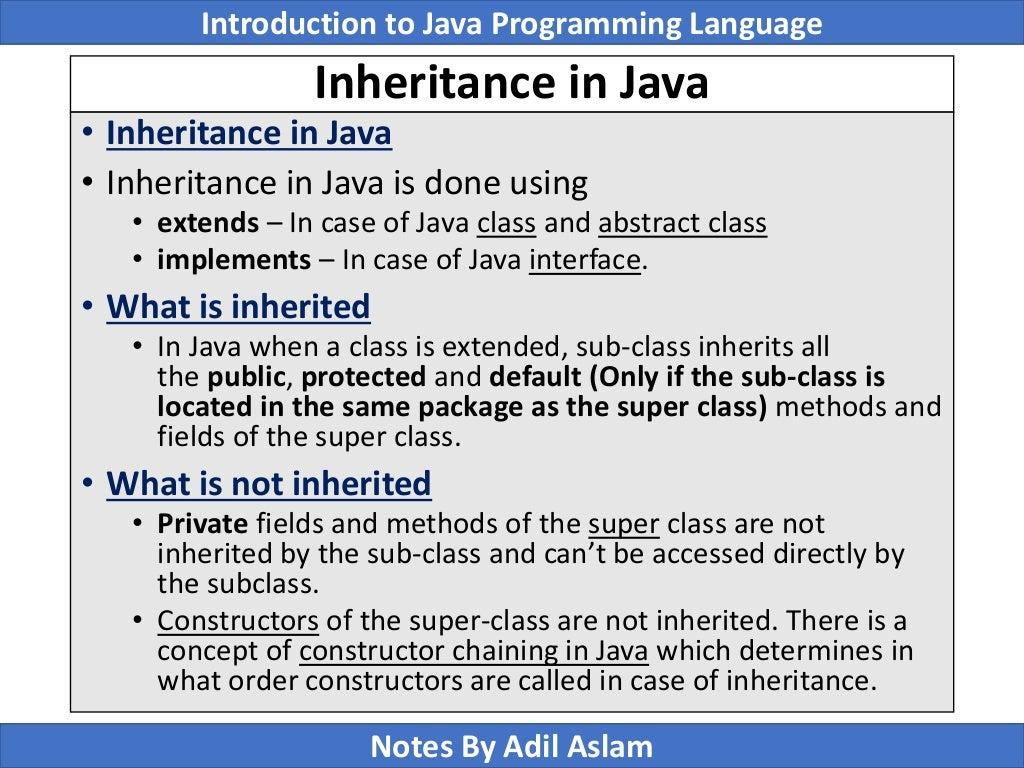 Introduction to Java Programming Language
Inheritance in Java
• Inheritance in Java
• Inheritance in Java is done using
• extends – In case of Java class and abstract class
• implements – In case of Java interface.
• What is inherited
• In Java when a class is extended, sub-class inherits all
the public, protected and default (Only if the sub-class is
located in the same package as the super class) methods and
fields of the super class.
• What is not inherited
• Private fields and methods of the super class are not
inherited by the sub-class and can’t be accessed directly by
the subclass.
• Constructors of the super-class are not inherited. There is a
concept of constructor chaining in Java which determines in
what order constructors are called in case of inheritance.
Notes By Adil Aslam